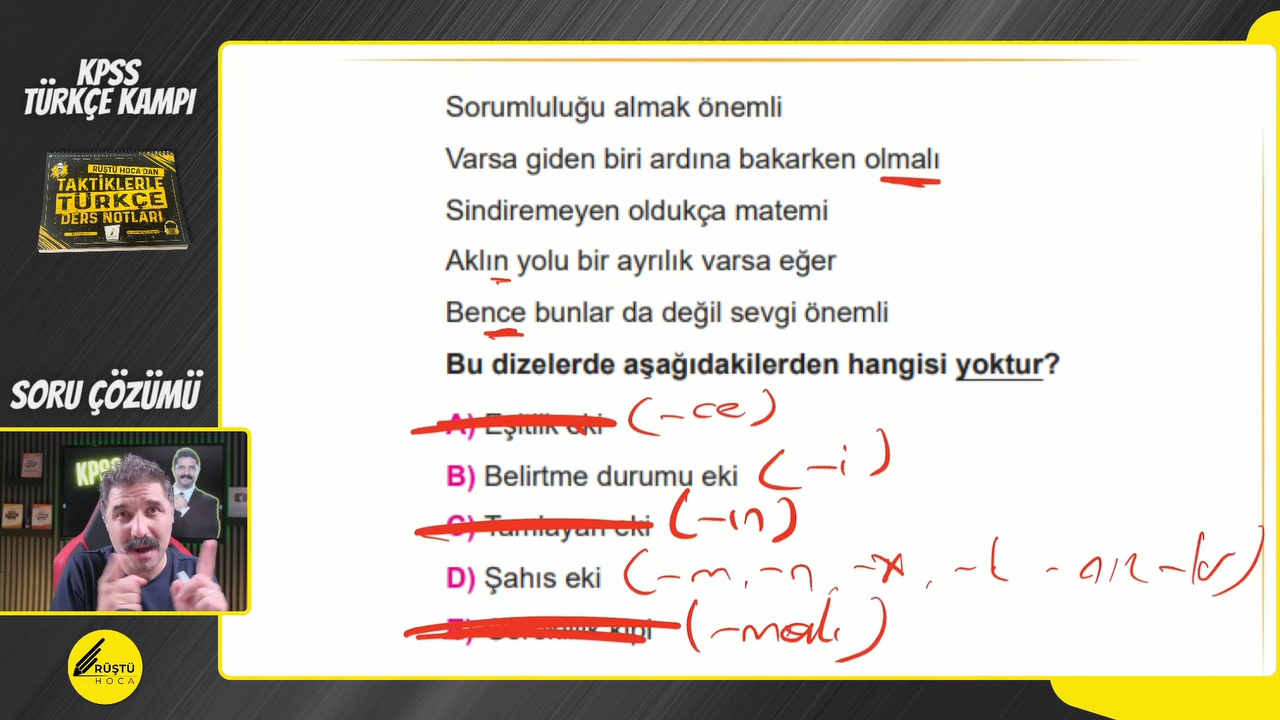 KPSS
TÜRKÇE KAMPI
RÜŞTÜ HOCA'DAN
TAKTİKLERLE
TÜRKÇE
DERS NOTLARI
SORU ÇÖZÜMÜ
KPSS
RÜŞTÜ
HOCA
Sorumluluğu almak önemli
Varsa giden biri ardına bakarken olmalı
Sindiremeyen oldukça matemi
Aklın yolu bir ayrılık varsa eğer
Bence bunlar da değil sevgi önemli
Bu dizelerde aşağıdakilerden hangisi yoktur?
A) Eşitlik eki (-ce)
B) Belirtme durumu eki (-i)
C) Tamlayan eki (-ın)
D) Şahıs eki (-m, -n,
E) Gereklilik kipi (-malı)